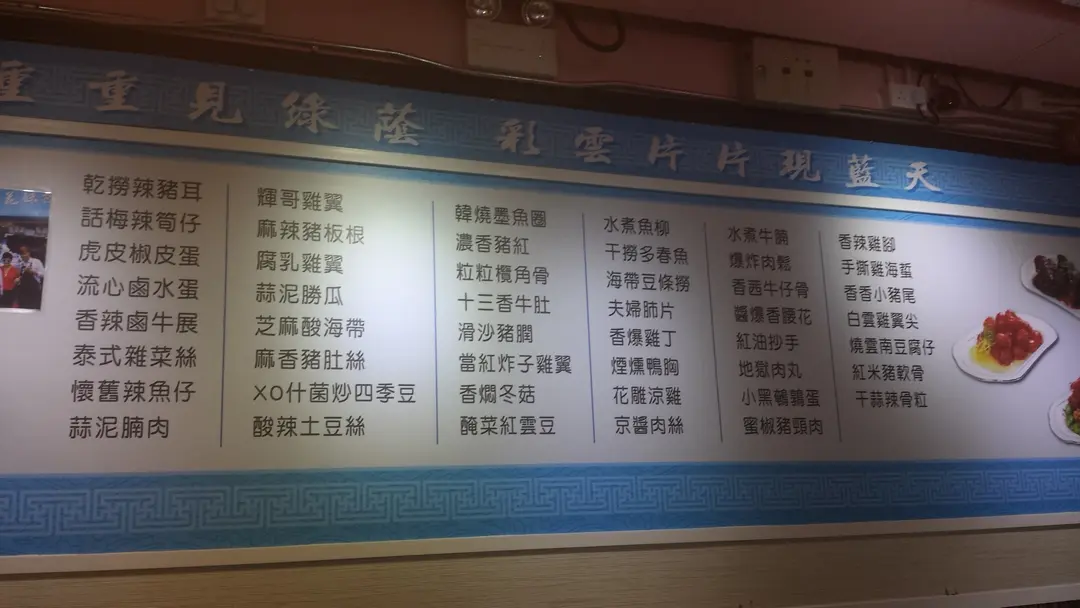 重重見綠蔭 彩雲片片現藍天
乾撈辣豬耳
話梅辣筍仔
虎皮椒皮蛋
流心鹵水蛋
香辣鹵牛展
泰式雜菜絲
懷舊辣魚仔
蒜泥腩肉
輝哥雞翼
麻辣豬板根
腐乳雞翼
蒜泥勝瓜
芝麻酸海帶
麻香豬肚絲
XO什菌炒四季豆
酸辣土豆絲
韓燒墨魚圈
濃香豬紅
粒粒欖角骨
十三香牛肚
滑沙豬膶
當紅炸子雞翼
香燜冬菇
醃菜紅雲豆
水煮魚柳
干撈多春魚
海帶豆條撈
夫婦肺片
香爆雞丁
煙燻鴨胸
花雕涼雞
京醬肉絲
水煮牛腩
爆炸肉鬆
香西牛仔骨
醬爆香腰花
紅油抄手
地獄肉丸
小黑鵪鶉蛋
蜜椒豬頸肉
香辣雞腳
手撕雞海蜇
香香小豬尾
白雲雞翼尖
燒雲南豆腐仔
紅米豬軟骨
干蒜辣骨粒